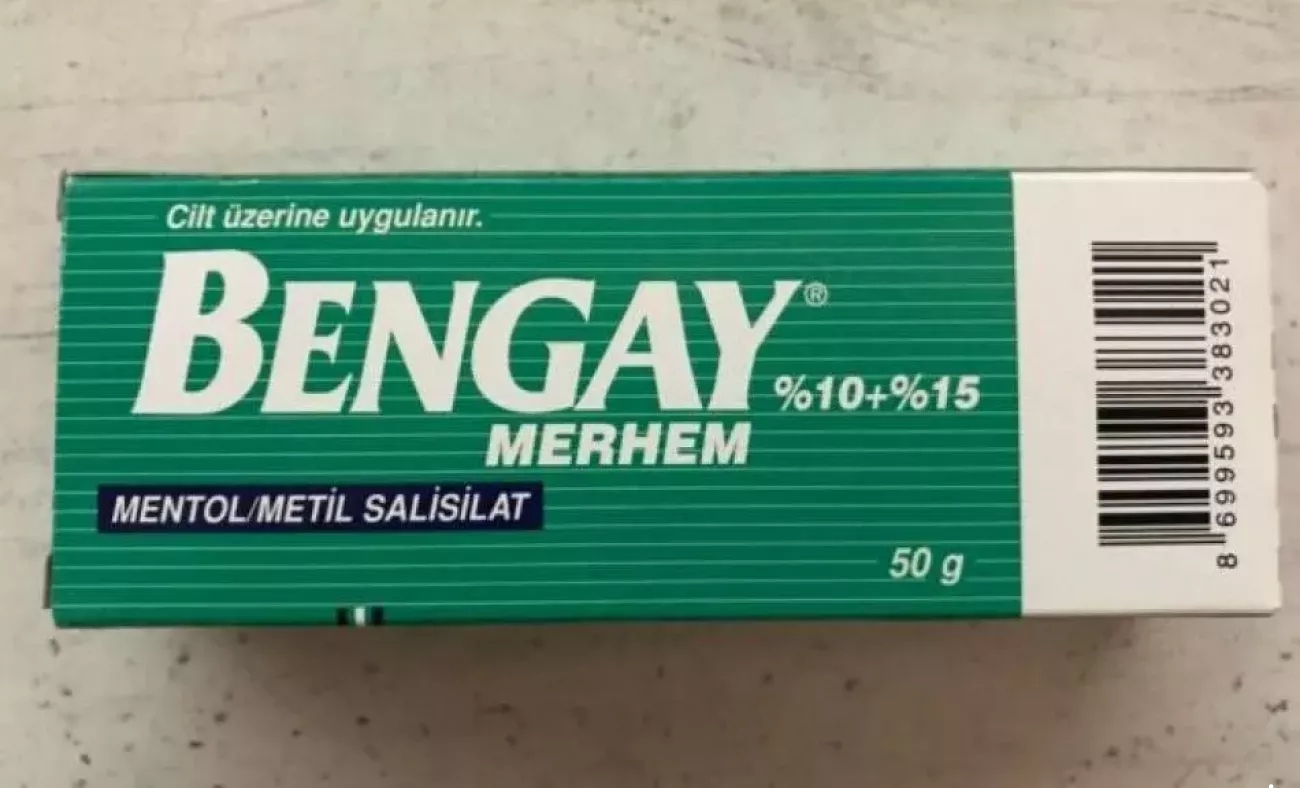 Cilt üzerine uygulanır.
BENGAY®
%10+%15
MERHEM
MENTOL/METİL SALİSİLAT
50 g
8 699593 383021